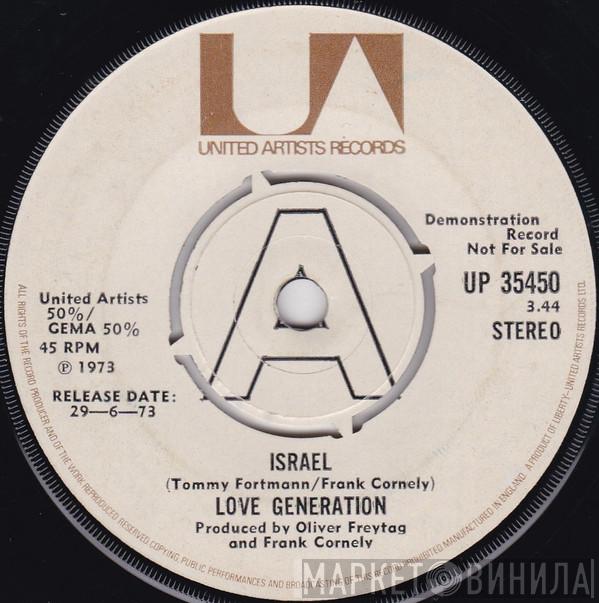 UA
UNITED ARTISTS RECORDS
A
Demonstration
Record
Not For Sale
UP 35450
3.44
STEREO
United Artists
50%/
GEMA 50%
45 RPM
℗ 1973
RELEASE DATE:
29—6—73
ISRAEL
(Tommy Fortmann/Frank Cornely)
LOVE GENERATION
Produced by Oliver Freytag
and Frank Cornely
ALL RIGHTS OF THE RECORD PRODUCER AND OF THE WORK REPRODUCED RESERVED COPYING, PUBLIC PERFORMANCES AND BROADCASTING OF THIS RECORD PROHIBITED MANUFACTURED IN ENGLAND. A PRODUCT OF LIBERTY—UNITED ARTISTS RECORDS LTD.
МАРКЕТ ВИНИЛА